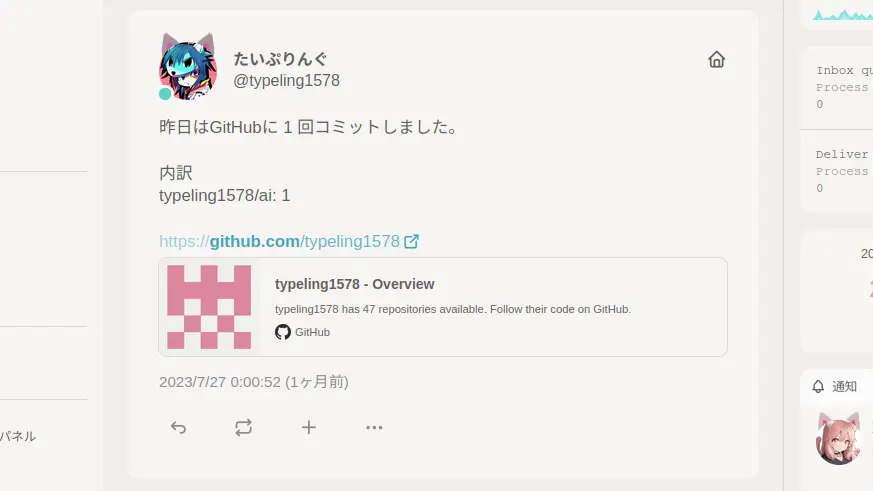 たいぷりんぐ
@typeling1578
昨日はGitHubに 1 回コミットしました。
内訳
typeling1578/ai: 1
https://github.com/typeling1578
typeling1578 - Overview
typeling1578 has 47 repositories available. Follow their code on GitHub.
GitHub
2023/7/27 0:00:52 (1ヶ月前)
パネル
Inbox
Process
0
Deliver
Process
0
20
通知